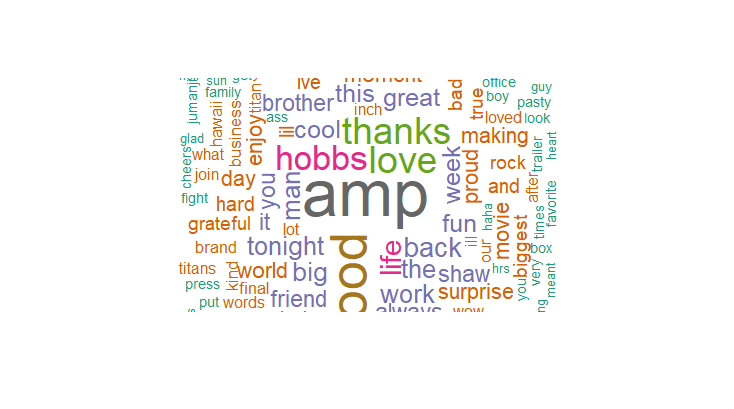 sun
family
jumanji
glad
cheers
what
join
fight
hawaii
business
titan
enjoy
ive
moment
brother
this
great
inch
ass
ill
cool
thanks
bad
true
office
boy
guy
pasty
loved
look
making
trailer
heart
hobbs
love
week
proud
rock
and
after
favorite
day
you
man
amp
hard
grateful
it
lot
fun
haha
movie
times
brand
tonight
life
back
ill
our
biggest
box
titans
kind
world
big
the
shaw
hrs
you
very
meant
press
final
put
words
friend
work
surprise
always
wow